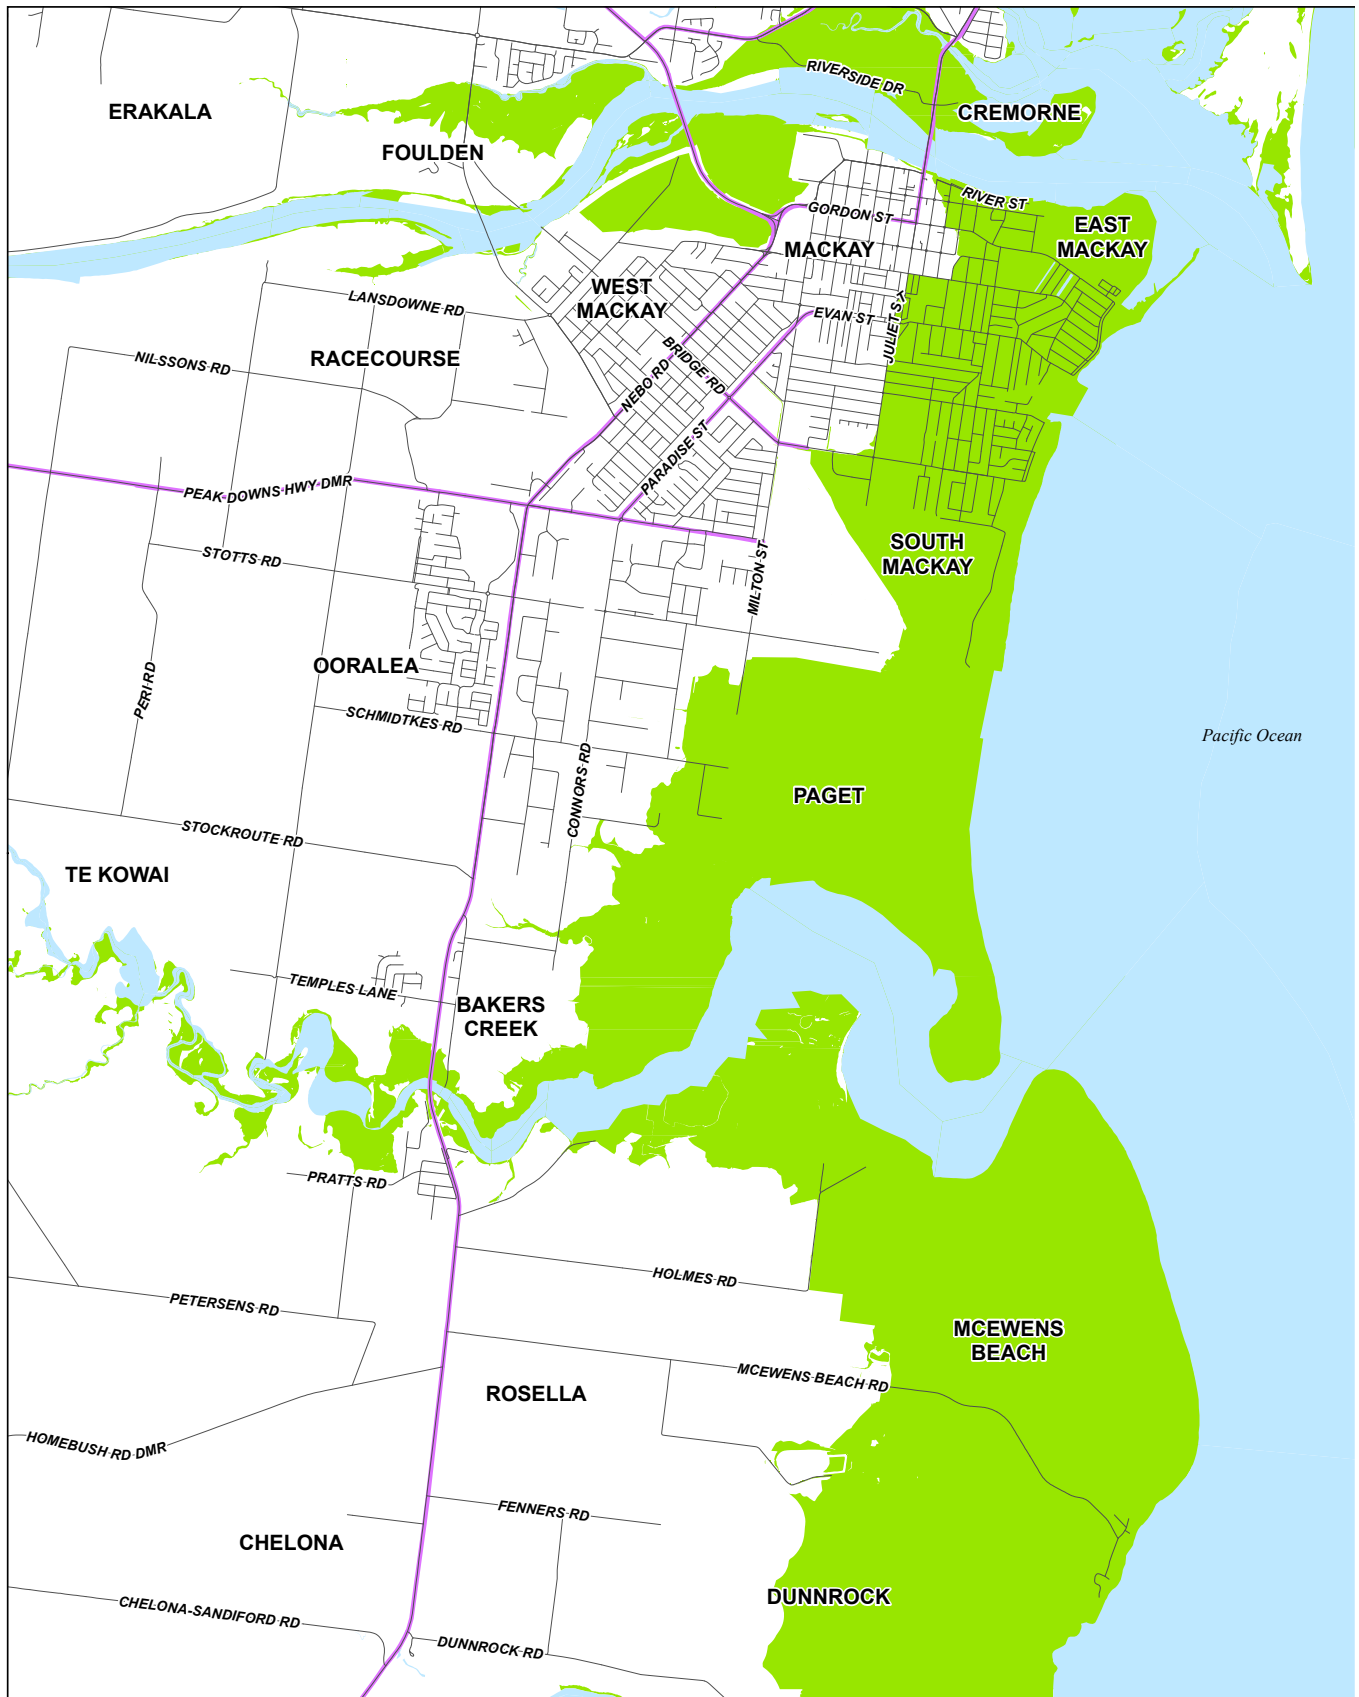 RIVERSIDE DR
ERAKALA
CREMORNE
FOULDEN
RIVER ST
GORDON ST
EAST
MACKAY
MACKAY
WEST
MACKAY
LANSDOWNE RD
EVAN ST
JULIET ST
RACECOURSE
NILSSONS RD
BRIDGE RD
NEBO RD
PARADISE ST
PEAK DOWNS HWY DMR
SOUTH
MACKAY
STOTTS RD
MILTON ST
OORALEA
PERI RD
SCHMIDTKES RD
Pacific Ocean
CONNORS RD
PAGET
STOCKROUTE RD
TE KOWAI
TEMPLES LANE
BAKERS
CREEK
PRATTS RD
HOLMES RD
PETERSENS RD
MCEWENS
BEACH
MCEWENS BEACH RD
ROSELLA
HOMEBUSH RD DMR
FENNERS RD
CHELONA
DUNNROCK
CHELONA-SANDIFORD RD
DUNNROCK RD